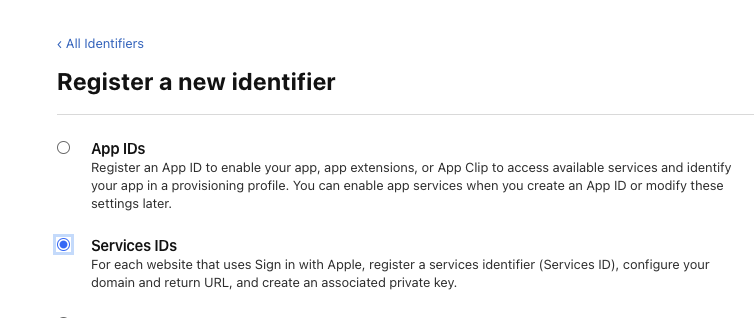 ‹ All Identifiers
Register a new identifier
App IDs
Register an App ID to enable your app, app extensions, or App Clip to access available services and identify
your app in a provisioning profile. You can enable app services when you create an App ID or modify these
settings later.
Services IDs
For each website that uses Sign in with Apple, register a services identifier (Services ID), configure your
domain and return URL, and create an associated private key.